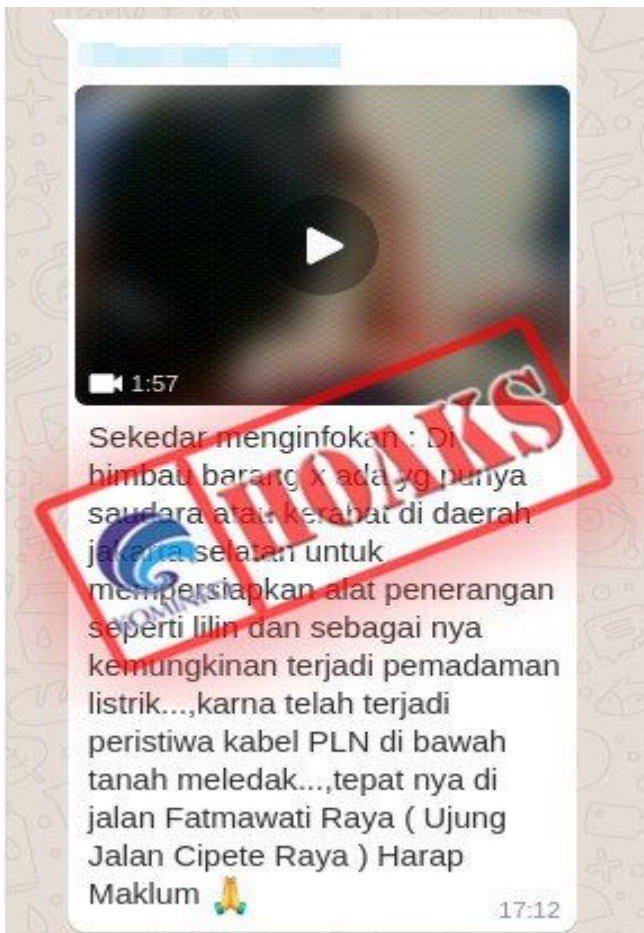 1:57
HOAKS
KOMINFO
Sekedar menginfokan : Di
himbau barang x ada yg punya
saudara atau kerabat di daerah
jakarta selatan untuk
mempersiapkan alat penerangan
seperti lilin dan sebagai nya
kemungkinan terjadi pemadaman
listrik...,karna telah terjadi
peristiwa kabel PLN di bawah
tanah meledak...,tepat nya di
jalan Fatmawati Raya ( Ujung
Jalan Cipete Raya ) Harap
Maklum 🙏
17:12